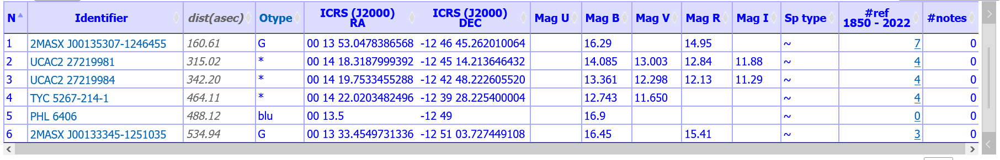 N Identifier dist(asec) Otype ICRS (J2000) RA ICRS (J2000) DEC Mag U Mag B Mag V Mag R Mag I Sp type #ref 1850 - 2022 #notes
1 2MASX J00135307-1246455 160.61 G 00 13 53.0478386568 -12 46 45.262010064 16.29 14.95 ~ 7 0
2 UCAC2 27219981 315.02 * 00 14 18.3187999392 -12 45 14.213646432 14.085 13.003 12.84 11.88 ~ 4 0
3 UCAC2 27219984 342.20 * 00 14 19.7533455288 -12 42 48.222605520 13.361 12.298 12.13 11.29 ~ 4 0
4 TYC 5267-214-1 464.11 * 00 14 22.0203482496 -12 39 28.225400004 12.743 11.650 ~ 4 0
5 PHL 6406 488.12 blu 00 13.5 -12 49 16.9 ~ 0 0
6 2MASX J00133345-1251035 534.94 G 00 13 33.4549731336 -12 51 03.727449108 16.45 15.41 ~ 3 0